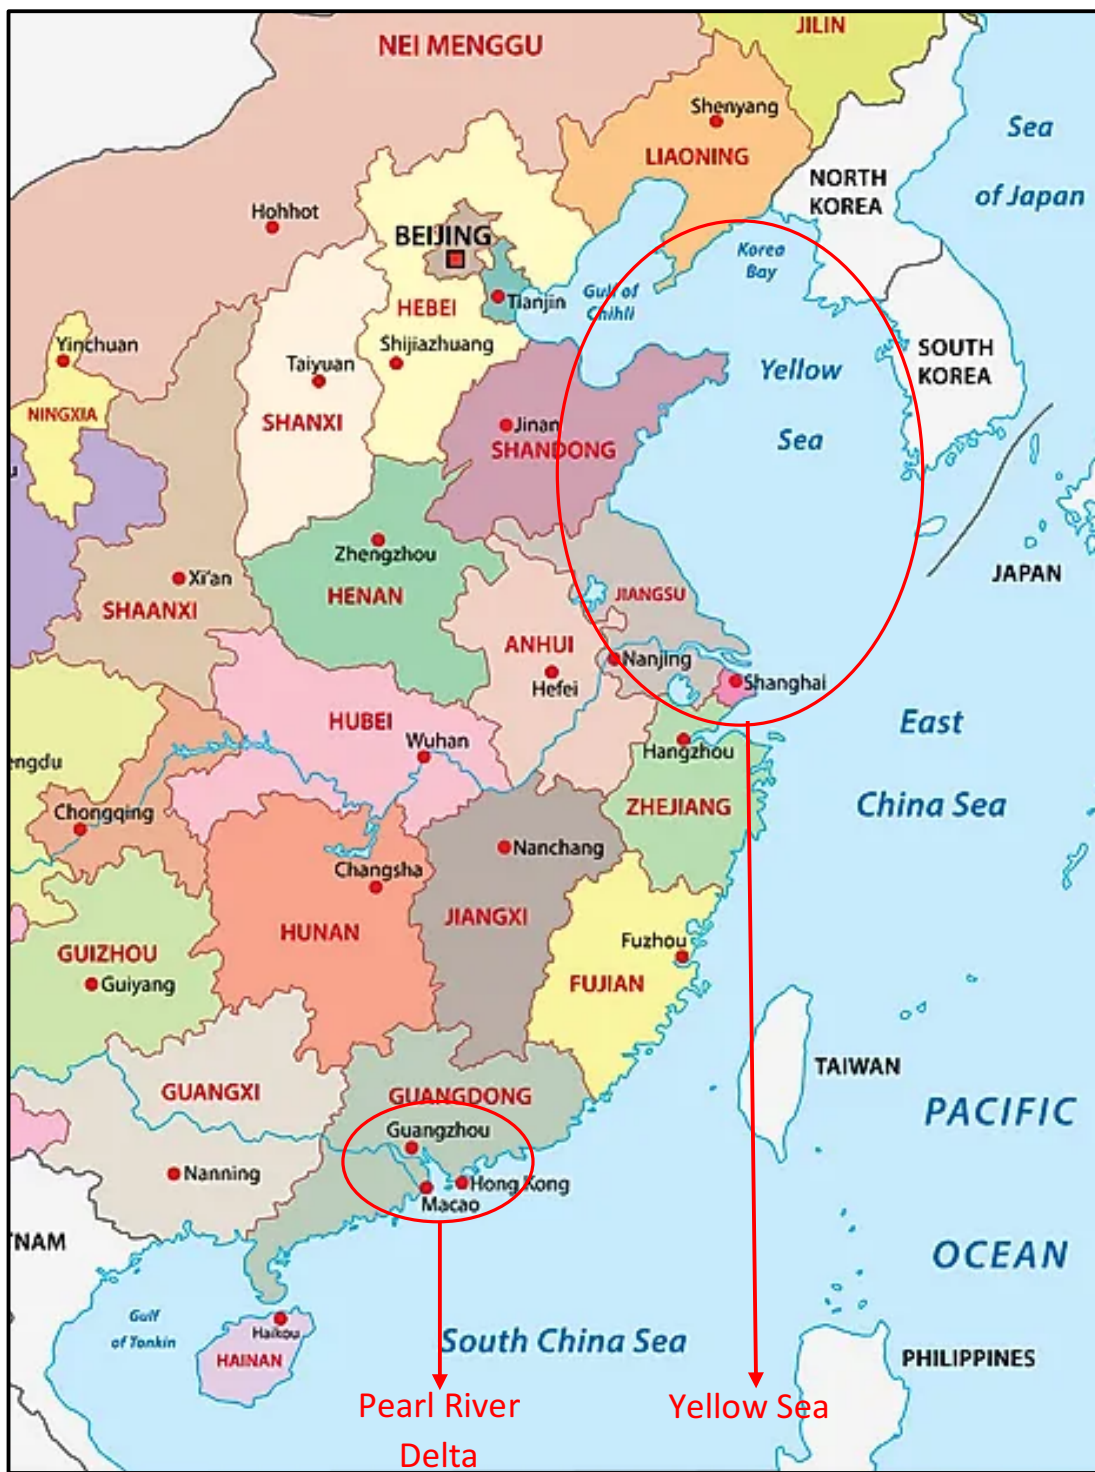 NEI MENGGU
JILIN
Shenyang
LIAONING
Sea
of Japan
NORTH
KOREA
Hohhot
BEIJING
Korea
Bay
Tianjin
Gulf of
Chihli
HEBEI
Yinchuan
Shijiazhuang
Taiyuan
SOUTH
KOREA
Yellow
Sea
NINGXIA
SHANXI
Jinan
SHANDONG
Zhengzhou
Xi'an
JAPAN
HENAN
JIANGSU
SHAANXI
ANHUI
Nanjing
Hefei
Shanghai
HUBEI
Wuhan
Hangzhou
East
China Sea
engdu
ZHEJIANG
Chongqing
Nanchang
Changsha
JIANGXI
HUNAN
Fuzhou
GUIZHOU
Guiyang
FUJIAN
TAIWAN
GUANGXI
GUANGDONG
PACIFIC
OCEAN
Guangzhou
Nanning
Hong Kong
Macao
TNAM
Gulf
of Tonkin
Haikou
HAINAN
South China Sea
PHILIPPINES
Pearl River
Delta
Yellow Sea